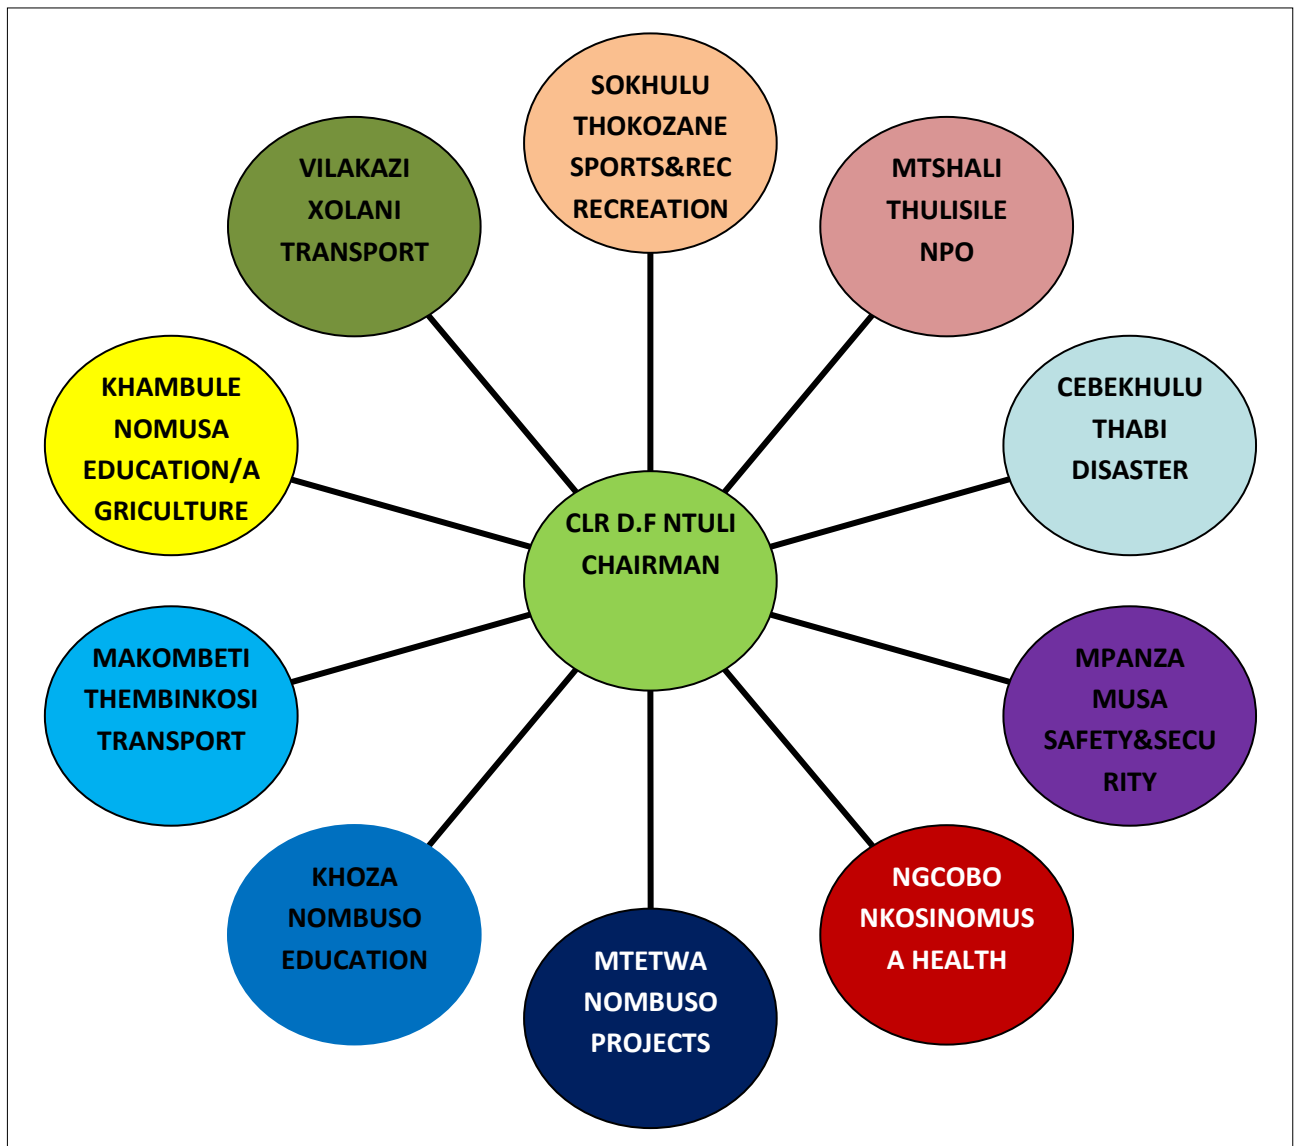 SOKHULU
THOKOZANE
SPORTS&REC
RECREATION
MTSHALI
THULISILE
NPO
CEBEKHULU
THABI
DISASTER
MPANZA
MUSA
SAFETY&SECU
RITY
NGCOBO
NKOSINOMUS
A HEALTH
MTETWA
NOMBUSO
PROJECTS
KHOZA
NOMBUSO
EDUCATION
MAKOMBETI
THEMBINKOSI
TRANSPORT
KHAMBULE
NOMUSA
EDUCATION/A
GRICULTURE
VILAKAZI
XOLANI
TRANSPORT
CLR D.F NTULI
CHAIRMAN